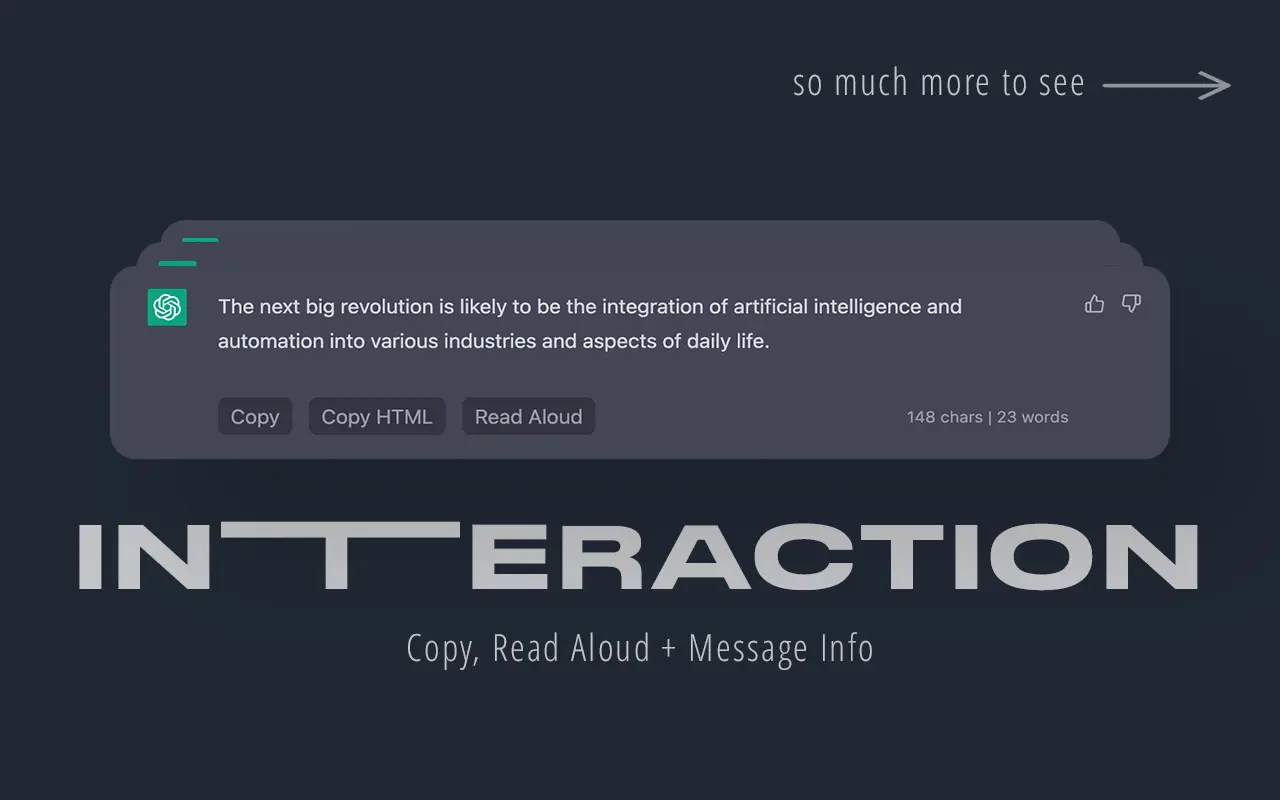 so much more to see
The next big revolution is likely to be the integration of artificial intelligence and
automation into various industries and aspects of daily life.
Copy Copy HTML Read Aloud 148 chars | 23 words
INTERACTION
Copy, Read Aloud + Message Info